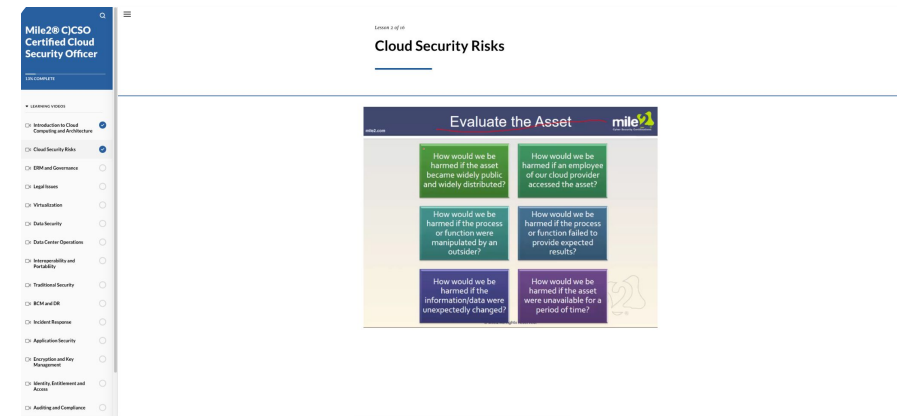 Mile2® C)CSO
Certified Cloud
Security Officer
13% COMPLETE
LEARNING VIDEOS
Introduction to Cloud
Computing and Architecture
Cloud Security Risks
ERM and Governance
Legal Issues
Virtualization
Data Security
Data Center Operations
Interoperability and
Portability
Traditional Security
BCM and DR
Incident Response
Application Security
Encryption and Key
Management
Identity, Entitlement and
Access
Auditing and Compliance
Lesson 2 of 16
Cloud Security Risks
Evaluate the Asset
mile2.com
mile2
How would we be
harmed if the asset
became widely public
and widely distributed?
How would we be
harmed if an employee
of our cloud provider
accessed the asset?
How would we be
harmed if the process
or function were
manipulated by an
outsider?
How would we be
harmed if the process
or function failed to
provide expected
results?
How would we be
harmed if the
information/data were
unexpectedly changed?
How would we be
harmed if the asset
were unavailable for a
period of time?